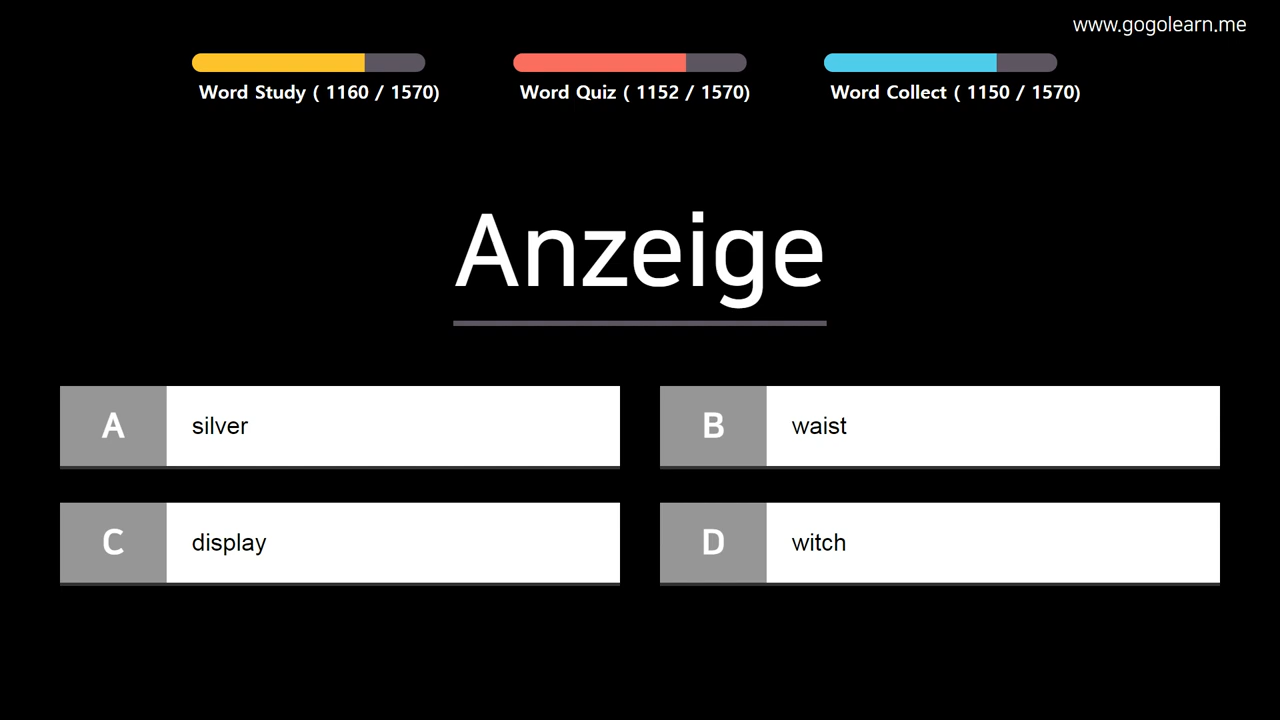 www.gogolearn.me
Word Study ( 1160 / 1570)
Word Quiz ( 1152 / 1570)
Word Collect ( 1150 / 1570)
Anzeige
A silver
B waist
C display
D witch